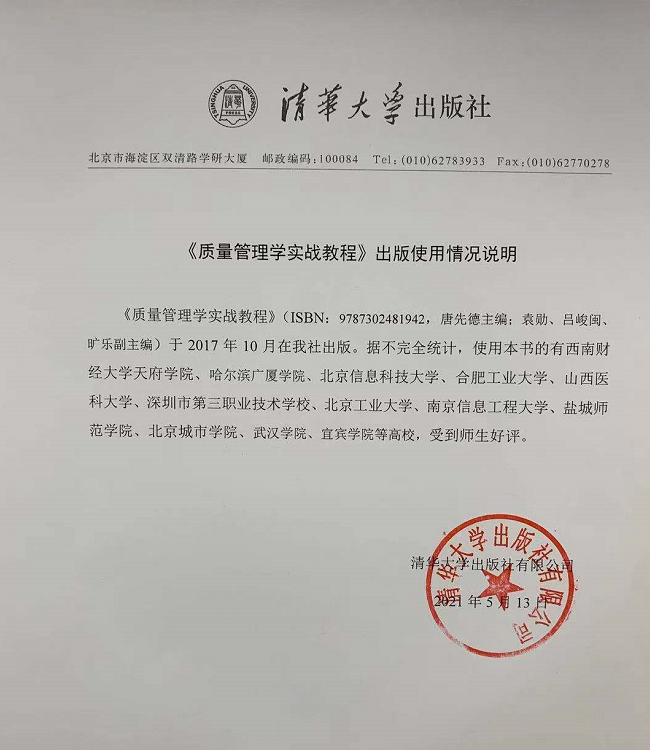 TSINGHUA UNIVERSITY
PRESS
清華大学出版社
北京市海淀区双清路学研大厦 邮政编码:100084 Tel:(010)62783933 Fax:(010)62770278
《质量管理学实战教程》出版使用情况说明
《质量管理学实战教程》(ISBN: 9787302481942, 唐先德主编; 袁勋、吕峻闽、
旷乐副主编) 于 2017 年 10 月在我社出版。据不完全统计，使用本书的有西南财
经大学天府学院、哈尔滨广厦学院、北京信息科技大学、合肥工业大学、山西医
科大学、深圳市第三职业技术学校、北京工业大学、南京信息工程大学、盐城师
范学院、北京城市学院、武汉学院、宜宾学院等高校，受到师生好评。
清华大学出版社有限公司
2021 年 5 月 13 日
清华大学出版社有限公司